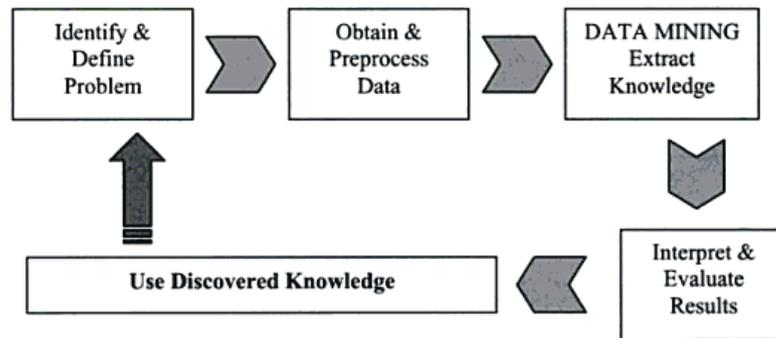 Identify &
Define
Problem
Obtain &
Preprocess
Data
DATA MINING
Extract
Knowledge
Interpret &
Evaluate
Results
Use Discovered Knowledge